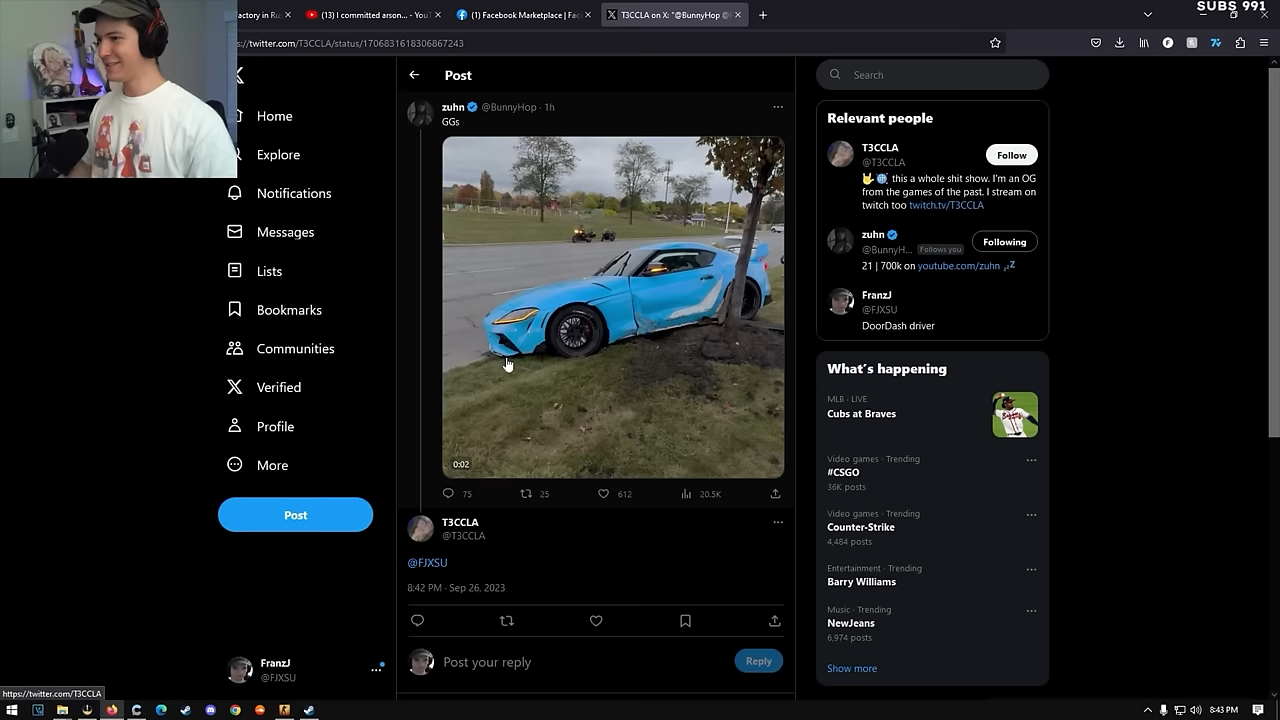 SUBS 991
actory in Rus
(13) I committed arson... - YouT
(1) Facebook Marketplace | Fac
T3CCLA on X: "@BunnyHop @F
s://twitter.com/T3CCLA/status/1706831618306867243
Home
Explore
Notifications
Messages
Lists
Bookmarks
Communities
Verified
Profile
More
Post
FranzJ
@FJXSU
https://twitter.com/T3CCLA
Post
zuhn @BunnyHop · 1h
GGs
0:02
75
25
612
20.5K
T3CCLA
@T3CCLA
@FJXSU
8:42 PM · Sep 26, 2023
Post your reply
Reply
Search
Relevant people
T3CCLA
@T3CCLA
Follow
this a whole shit show. I'm an OG
from the games of the past. I stream on
twitch too twitch.tv/T3CCLA
zuhn
@BunnyH... Follows you
Following
21 | 700k on youtube.com/zuhn
FranzJ
@FJXSU
DoorDash driver
What's happening
MLB · LIVE
Cubs at Braves
Video games · Trending
#CSGO
36K posts
Video games · Trending
Counter-Strike
4,484 posts
Entertainment · Trending
Barry Williams
Music · Trending
NewJeans
6,974 posts
Show more
8:43 PM